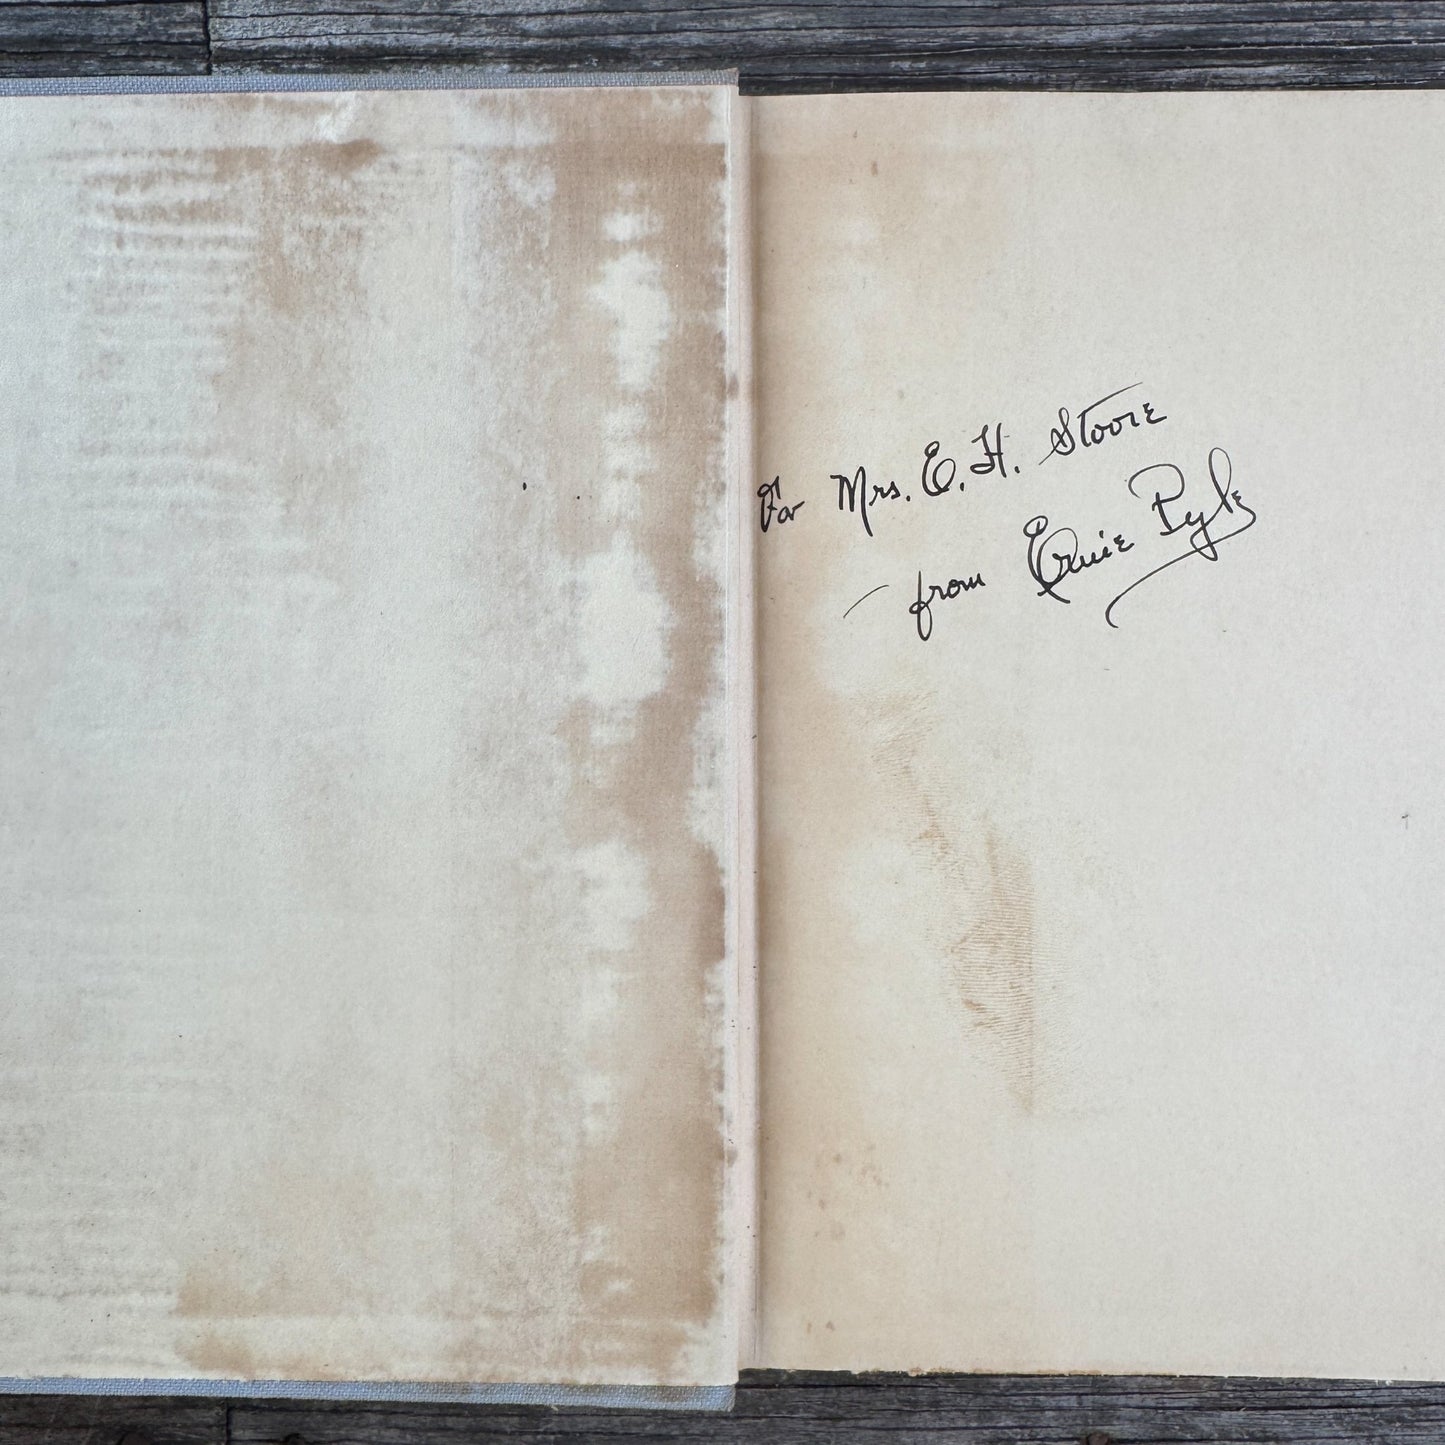 For Mrs. E. H. Stoore
— from Ernie Pyle